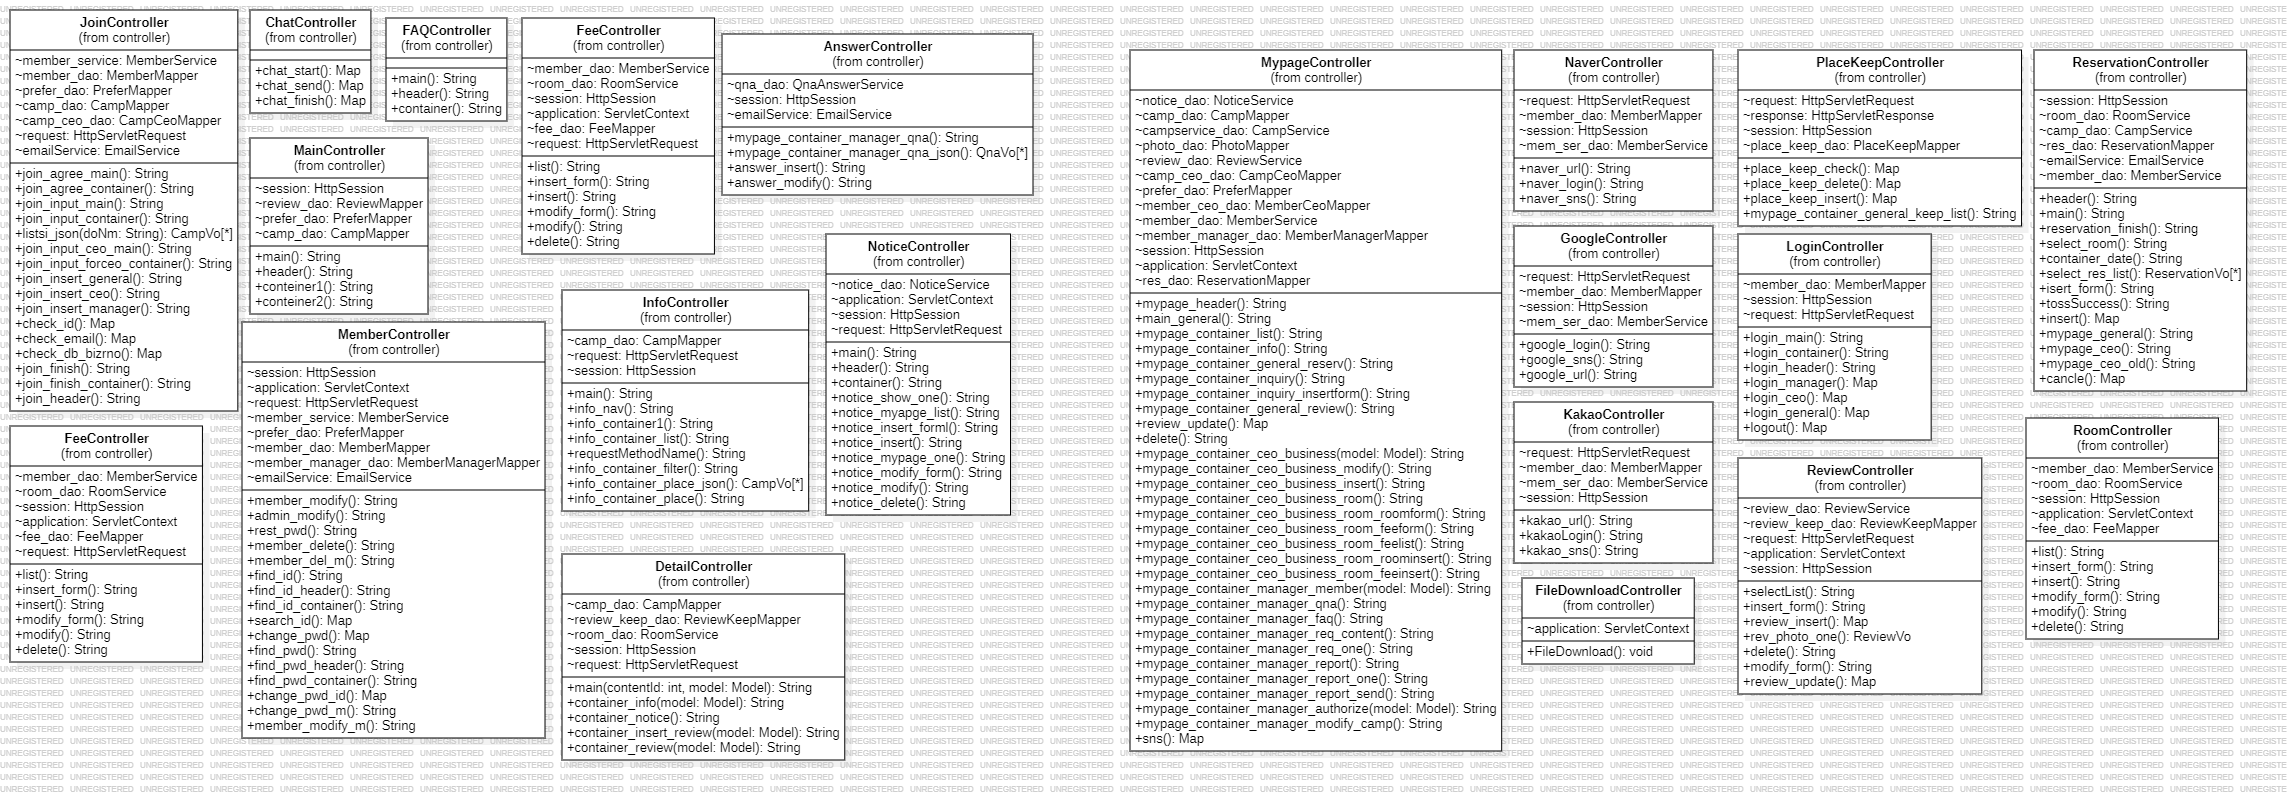 JoinController
(from controller)
~member_service: MemberService
~member_dao: MemberMapper
~prefer_dao: PreferMapper
~camp_dao: CampMapper
~camp_ceo_dao: CampCeoMapper
~request: HttpServletRequest
~emailService: EmailService
+join_agree_main(): String
+join_agree_container(): String
+join_input_main(): String
+join_input_container(): String
+listsi_json(doNm: String): CampVo[*]
+join_input_ceo_main(): String
+join_input_forceo_container(): String
+join_insert_general(): String
+join_insert_ceo(): String
+join_insert_manager(): String
+check_id(): Map
+check_email(): Map
+check_db_bizrno(): Map
+join_finish(): String
+join_finish_container(): String
+join_header(): String
ChatController
(from controller)
+chat_start(): Map
+chat_send(): Map
+chat_finish(): Map
FAQController
(from controller)
+main(): String
+header(): String
+container(): String
FeeController
(from controller)
~member_dao: MemberService
~room_dao: RoomService
~session: HttpSession
~application: ServletContext
~fee_dao: FeeMapper
~request: HttpServletRequest
+list(): String
+insert_form(): String
+insert(): String
+modify_form(): String
+modify(): String
+delete(): String
AnswerController
(from controller)
~qna_dao: QnaAnswerService
~session: HttpSession
~emailService: EmailService
+mypage_container_manager_qna(): String
+mypage_container_manager_qna_json(): QnaVo[*]
+answer_insert(): String
+answer_modify(): String
MainController
(from controller)
~session: HttpSession
~review_dao: ReviewMapper
~prefer_dao: PreferMapper
~camp_dao: CampMapper
+main(): String
+header(): String
+conteiner1(): String
+conteiner2(): String
NoticeController
(from controller)
~notice_dao: NoticeService
~application: ServletContext
~session: HttpSession
~request: HttpServletRequest
+main(): String
+header(): String
+container(): String
+notice_show_one(): String
+notice_myapge_list(): String
+notice_insert_forml(): String
+notice_insert(): String
+notice_mypage_one(): String
+notice_modify_form(): String
+notice_modify(): String
+notice_delete(): String
InfoController
(from controller)
~camp_dao: CampMapper
~request: HttpServletRequest
~session: HttpSession
+main(): String
+info_nav(): String
+info_container1(): String
+info_container_list(): String
+requestMethodName(): String
+info_container_filter(): String
+info_container_place_json(): CampVo[*]
+info_container_place(): String
MemberController
(from controller)
~session: HttpSession
~application: ServletContext
~request: HttpServletRequest
~member_service: MemberService
~prefer_dao: PreferMapper
~member_dao: MemberMapper
~member_manager_dao: MemberManagerMapper
~emailService: EmailService
+member_modify(): String
+admin_modify(): String
+rest_pwd(): String
+member_delete(): String
+member_del_m(): String
+find_id(): String
+find_id_header(): String
+find_id_container(): String
+search_id(): Map
+change_pwd(): Map
+find_pwd(): String
+find_pwd_header(): String
+find_pwd_container(): String
+change_pwd_id(): Map
+change_pwd_m(): String
+member_modify_m(): String
FeeController
(from controller)
~member_dao: MemberService
~room_dao: RoomService
~session: HttpSession
~application: ServletContext
~fee_dao: FeeMapper
~request: HttpServletRequest
+list(): String
+insert_form(): String
+insert(): String
+modify_form(): String
+modify(): String
+delete(): String
DetailController
(from controller)
~camp_dao: CampMapper
~review_keep_dao: ReviewKeepMapper
~room_dao: RoomService
~session: HttpSession
~request: HttpServletRequest
+main(contentId: int, model: Model): String
+container_info(model: Model): String
+container_notice(): String
+container_insert_review(model: Model): String
+container_review(model: Model): String
MypageController
(from controller)
~notice_dao: NoticeService
~camp_dao: CampMapper
~campservice_dao: CampService
~photo_dao: PhotoMapper
~review_dao: ReviewService
~camp_ceo_dao: CampCeoMapper
~prefer_dao: PreferMapper
~member_ceo_dao: MemberCeoMapper
~member_dao: MemberService
~member_manager_dao: MemberManagerMapper
~session: HttpSession
~application: ServletContext
~res_dao: ReservationMapper
+mypage_header(): String
+main_general(): String
+mypage_container_list(): String
+mypage_container_info(): String
+mypage_container_general_reserv(): String
+mypage_container_inquiry(): String
+mypage_container_inquiry_insertform(): String
+mypage_container_general_review(): String
+review_update(): Map
+delete(): String
+mypage_container_ceo_business(model: Model): String
+mypage_container_ceo_business_modify(): String
+mypage_container_ceo_business_insert(): String
+mypage_container_ceo_business_room(): String
+mypage_container_ceo_business_room_roomform(): String
+mypage_container_ceo_business_room_feeform(): String
+mypage_container_ceo_business_room_feelist(): String
+mypage_container_ceo_business_room_roominsert(): String
+mypage_container_ceo_business_room_feeinsert(): String
+mypage_container_manager_member(model: Model): String
+mypage_container_manager_qna(): String
+mypage_container_manager_faq(): String
+mypage_container_manager_req_content(): String
+mypage_container_manager_req_one(): String
+mypage_container_manager_report(): String
+mypage_container_manager_report_one(): String
+mypage_container_manager_report_send(): String
+mypage_container_manager_authorize(model: Model): String
+mypage_container_manager_modify_camp(): String
+sns(): Map
NaverController
(from controller)
~request: HttpServletRequest
~member_dao: MemberMapper
~session: HttpSession
~mem_ser_dao: MemberService
+naver_url(): String
+naver_login(): String
+naver_sns(): String
GoogleController
(from controller)
~request: HttpServletRequest
~member_dao: MemberMapper
~session: HttpSession
~mem_ser_dao: MemberService
+google_login(): String
+google_sns(): String
+google_url(): String
KakaoController
(from controller)
~request: HttpServletRequest
~member_dao: MemberMapper
~mem_ser_dao: MemberService
~session: HttpSession
+kakao_url(): String
+kakaoLogin(): String
+kakao_sns(): String
FileDownloadController
(from controller)
~application: ServletContext
+FileDownload(): void
PlaceKeepController
(from controller)
~request: HttpServletRequest
~response: HttpServletResponse
~session: HttpSession
~place_keep_dao: PlaceKeepMapper
+place_keep_check(): Map
+place_keep_delete(): Map
+place_keep_insert(): Map
+mypage_container_general_keep_list(): String
LoginController
(from controller)
~member_dao: MemberMapper
~session: HttpSession
~request: HttpServletRequest
+login_main(): String
+login_container(): String
+login_header(): String
+login_manager(): Map
+login_ceo(): Map
+login_general(): Map
+logout(): Map
ReviewController
(from controller)
~review_dao: ReviewService
~review_keep_dao: ReviewKeepMapper
~request: HttpServletRequest
~application: ServletContext
~session: HttpSession
+selectList(): String
+insert_form(): String
+review_insert(): Map
+rev_photo_one(): ReviewVo
+delete(): String
+modify_form(): String
+review_update(): Map
ReservationController
(from controller)
~session: HttpSession
~room_dao: RoomService
~camp_dao: CampService
~res_dao: ReservationMapper
~emailService: EmailService
~member_dao: MemberService
+header(): String
+main(): String
+reservation_finish(): String
+select_room(): String
+container_date(): String
+select_res_list(): ReservationVo[*]
+isert_form(): String
+tossSuccess(): String
+insert(): Map
+mypage_general(): String
+mypage_ceo(): String
+mypage_ceo_old(): String
+cancle(): Map
RoomController
(from controller)
~member_dao: MemberService
~room_dao: RoomService
~session: HttpSession
~application: ServletContext
~fee_dao: FeeMapper
+list(): String
+insert_form(): String
+insert(): String
+modify_form(): String
+modify(): String
+delete(): String
UNREGISTERED